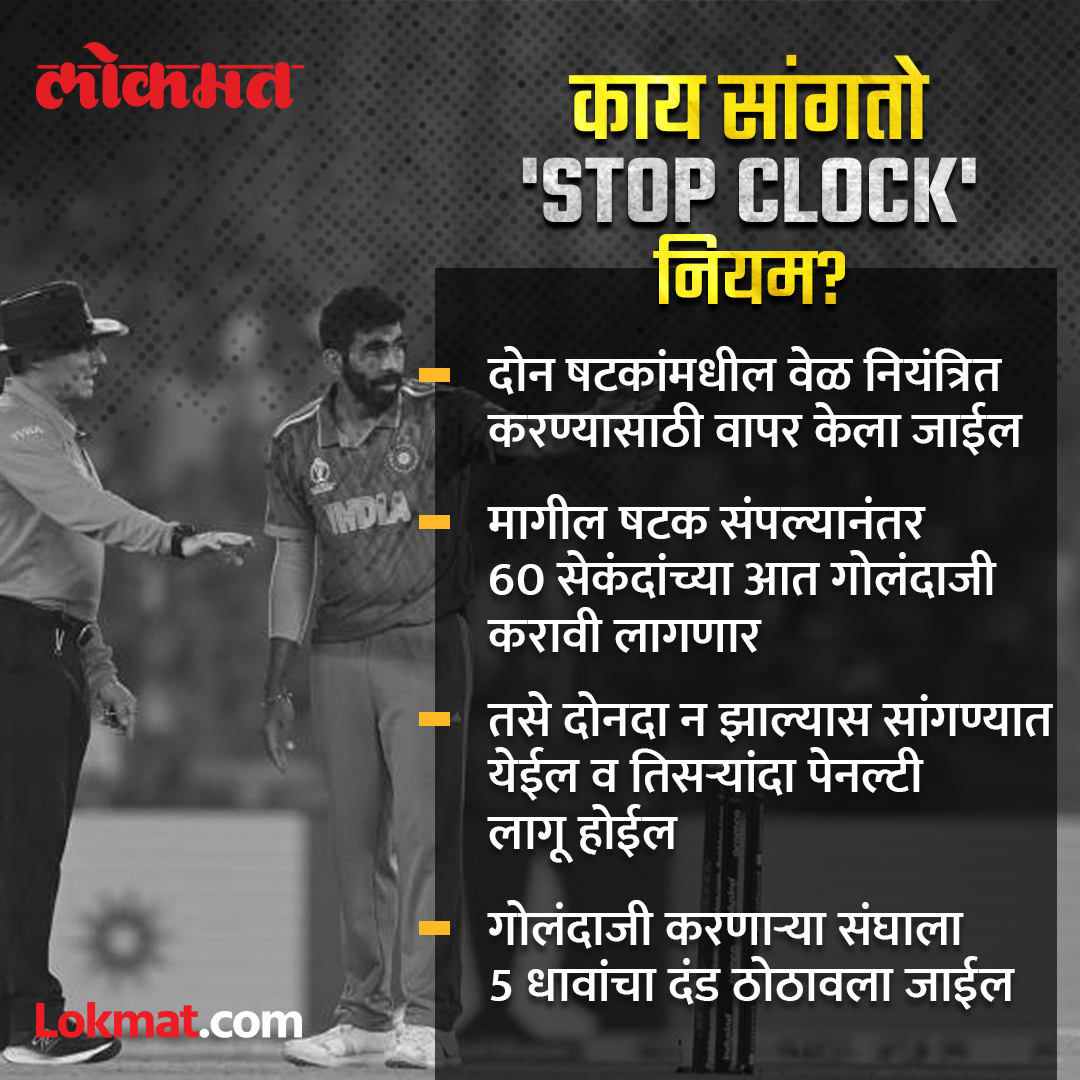 लोकमत
काय सांगतो
'STOP CLOCK'
नियम?
दोन षटकांमधील वेळ नियंत्रित
करण्यासाठी वापर केला जाईल
मागील षटक संपल्यानंतर
60 सेकंदांच्या आत गोलंदाजी
करावी लागणार
तसे दोनदा न झाल्यास सांगण्यात
येईल व तिसऱ्यांदा पेनल्टी
लागू होईल
गोलंदाजी करणाऱ्या संघाला
5 धावांचा दंड ठोठावला जाईल
INDIA
Lokmat.com